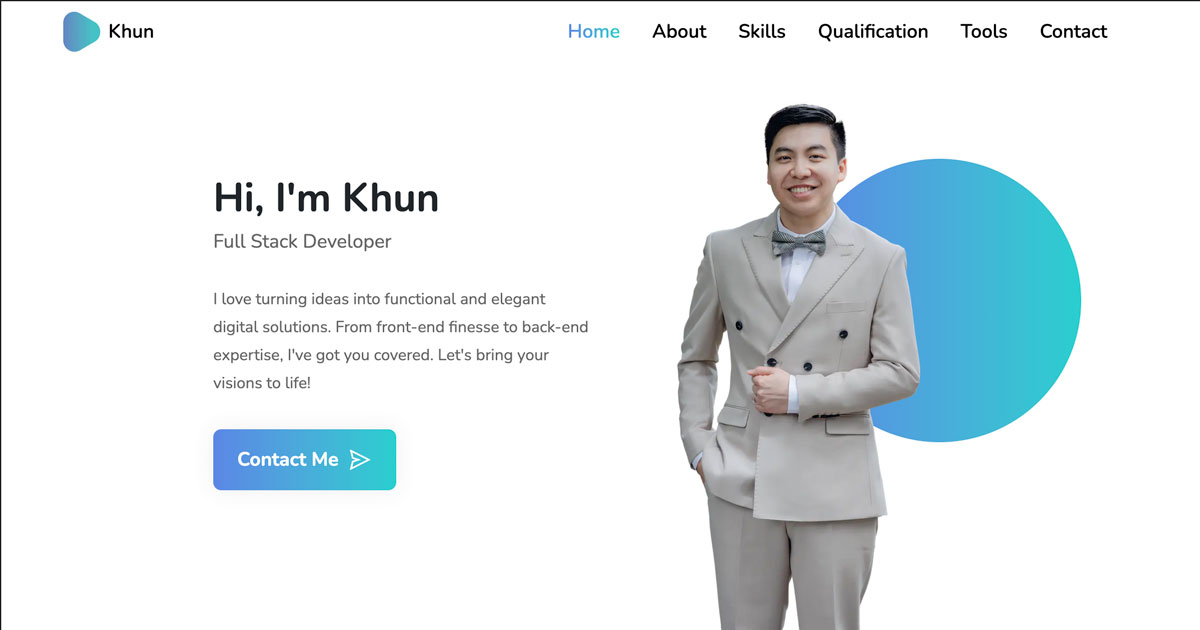 Khun
Home About Skills Qualification Tools Contact
Hi, I'm Khun
Full Stack Developer
I love turning ideas into functional and elegant
digital solutions. From front-end finesse to back-end
expertise, I've got you covered. Let's bring your
visions to life!
Contact Me